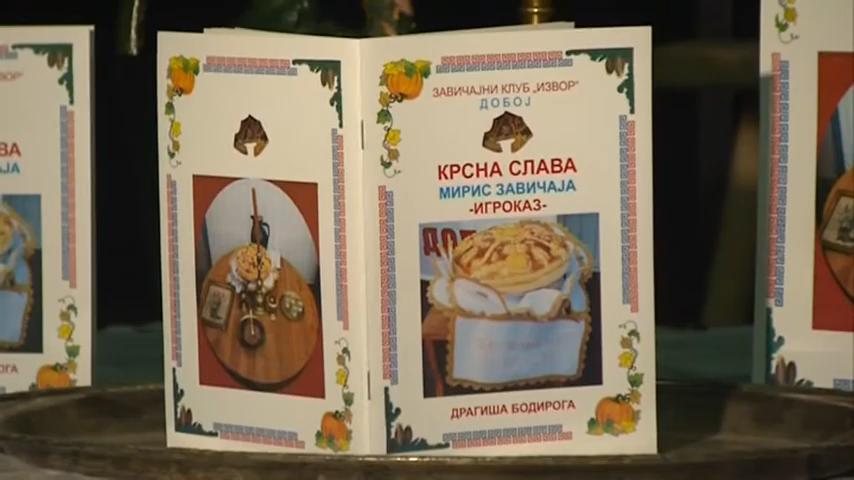 ЗАВИЧАЈНИ КЛУБ „ИЗВОР”
ДОБОЈ
КРСНА СЛАВА
МИРИС ЗАВИЧАЈА
-ИГРОКАЗ-
ДРАГИША БОДИРОГА